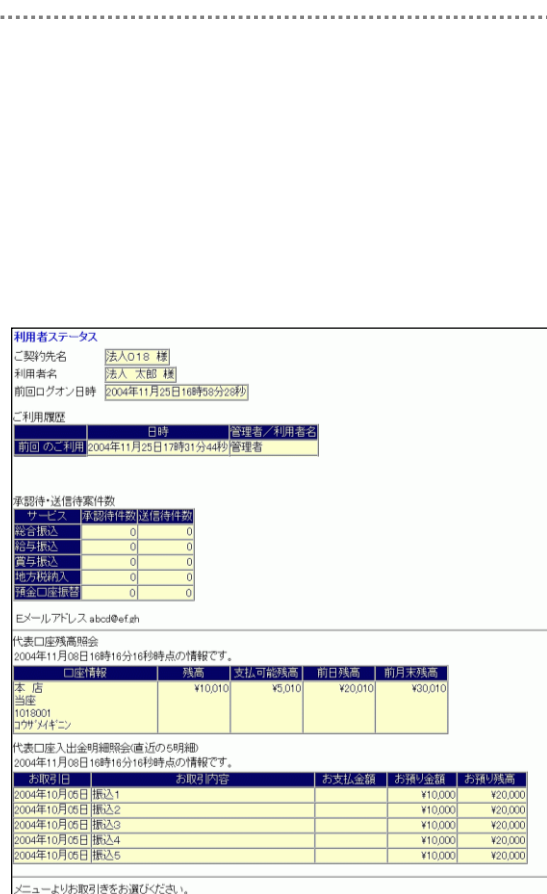 利用者ステータス
ご契約先名 法人018 様
利用者名 法人 太郎 様
前回ログオン日時 2004年11月25日16時58分28秒
ご利用履歴
日時 管理者／利用者名
前回 のご利用 2004年11月25日17時31分44秒 管理者
承認待・送信待案件数
サービス 承認待件数 送信待件数
総合振込 0 0
給与振込 0 0
賞与振込 0 0
地方税納入 0 0
預金口座振替 0 0
Eメールアドレス abcd@ef.gh
代表口座残高照会
2004年11月08日16時16分16秒時点の情報です。
口座情報 残高 支払可能残高 前日残高 前月末残高
本 店 ¥10,010 ¥5,010 ¥20,010 ¥30,010
当座
1018001
コウザメイギニン
代表口座入出金明細照会(直近の5明細)
2004年11月08日16時16分16秒時点の情報です。
お取引日 お取引内容 お支払金額 お預り金額 お預り残高
2004年10月05日 振込1 ¥10,000 ¥20,000
2004年10月05日 振込2 ¥10,000 ¥20,000
2004年10月05日 振込3 ¥10,000 ¥20,000
2004年10月05日 振込4 ¥10,000 ¥20,000
2004年10月05日 振込5 ¥10,000 ¥20,000
メニューよりお取引きをお選びください。